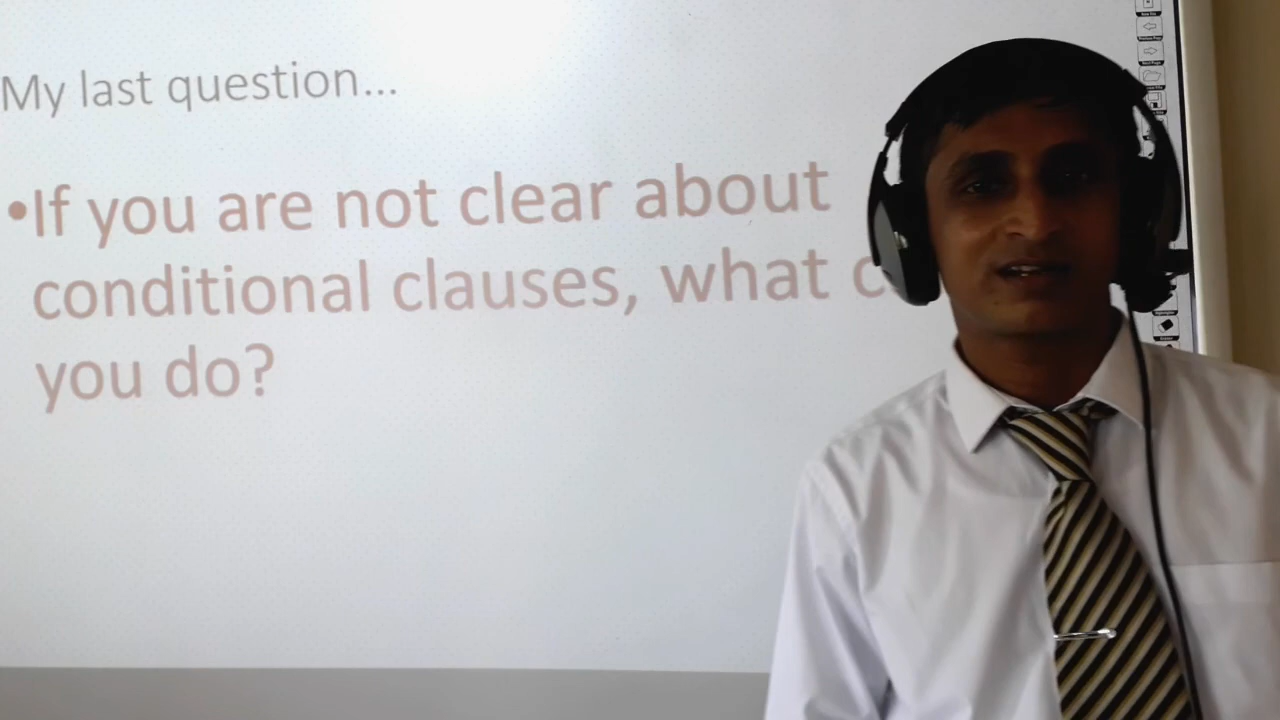 My last question...
•If you are not clear about
conditional clauses, what c
you do?